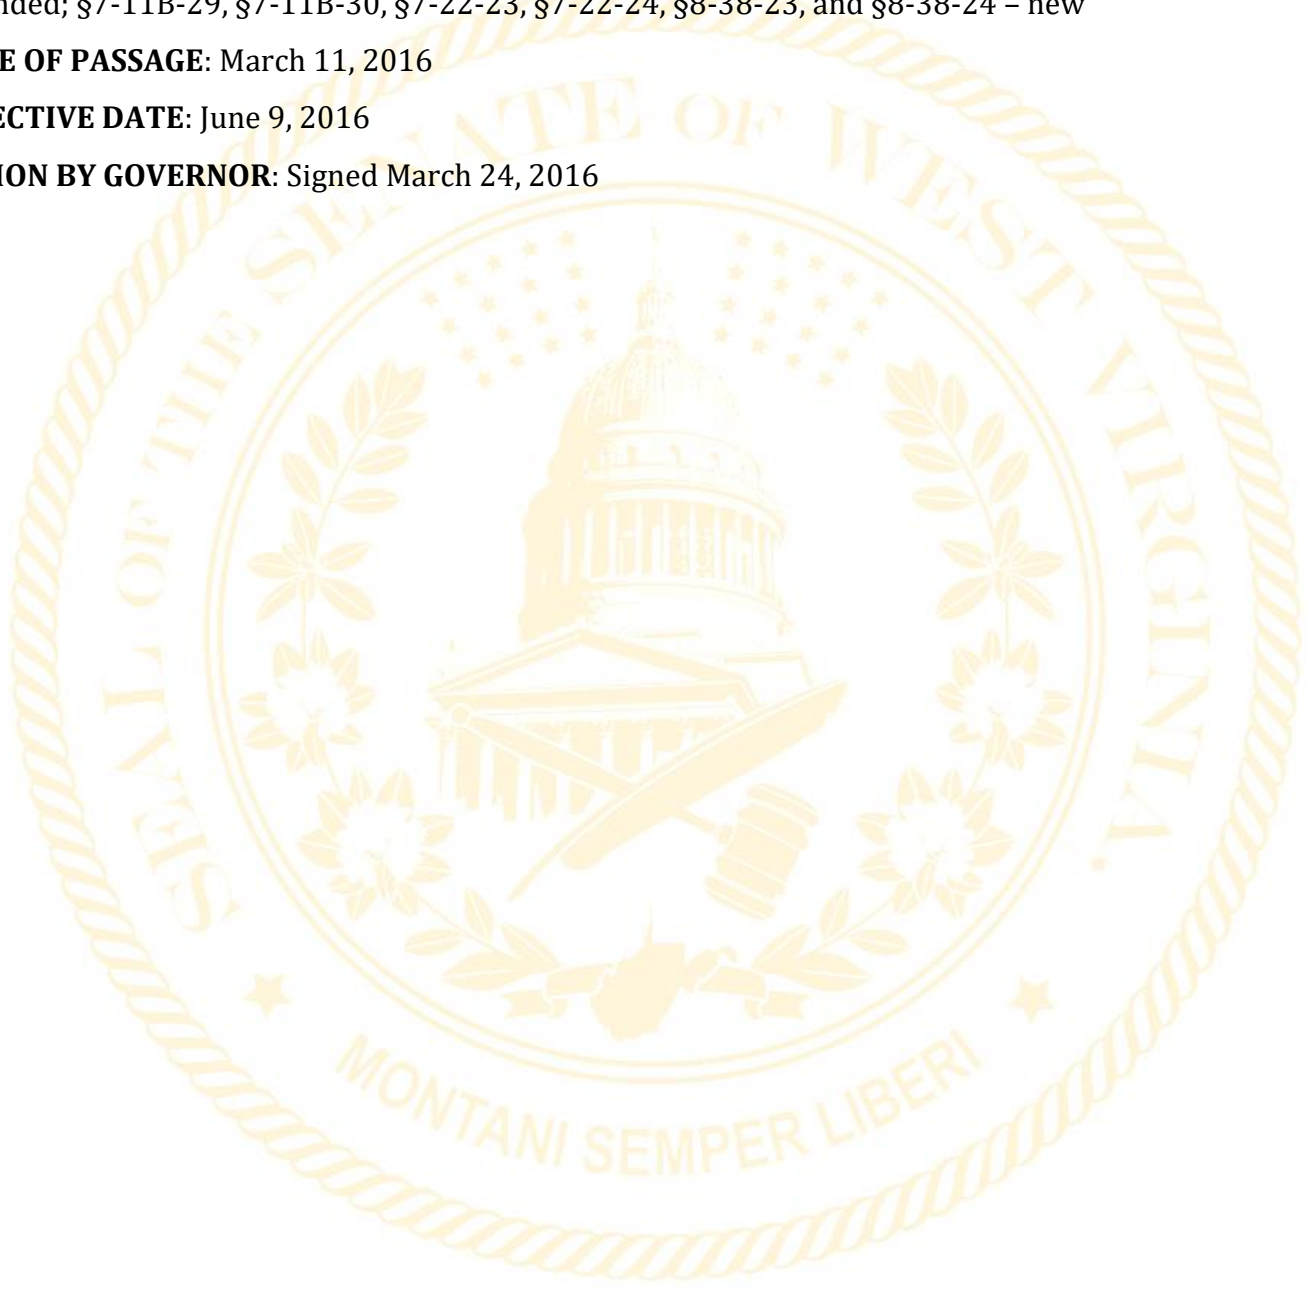 nded; §7-11B-29, §7-11B-30, §7-22-23, §7-22-24, §8-38-23, and §8-38-24 – new
E OF PASSAGE: March 11, 2016
ECTIVE DATE: June 9, 2016
ION BY GOVERNOR: Signed March 24, 2016
SEAL OF THE SENATE OF WEST VIRGINIA
MONTANI SEMPER LIBERI